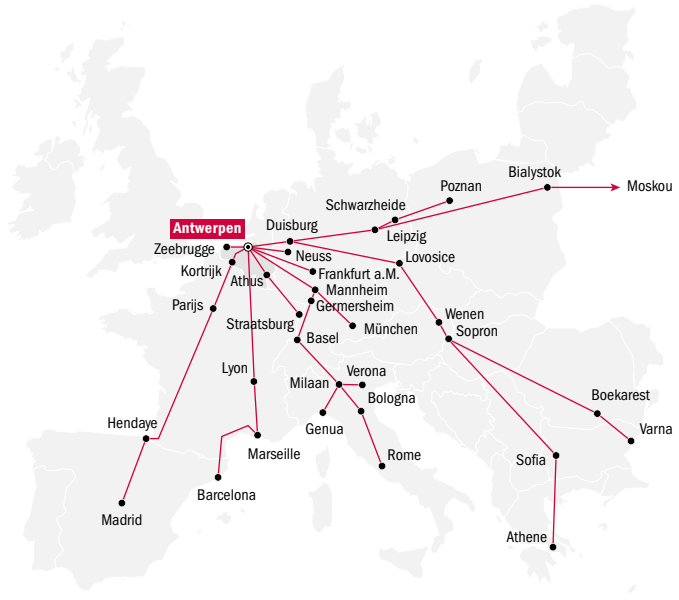 Bialystok
Moskou
Poznan
Schwarzheide
Antwerpen
Duisburg
Leipzig
Zeebrugge
Neuss
Lovosice
Kortrijk
Athus
Frankfurt a.M.
Mannheim
Germersheim
Parijs
Straatsburg
Wenen
München
Sopron
Basel
Lyon
Milaan
Verona
Bologna
Boekarest
Hendaye
Genua
Varna
Marseille
Rome
Sofia
Barcelona
Madrid
Athene